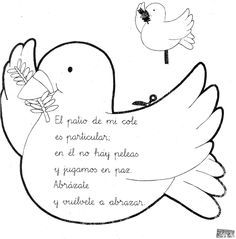 El patio de mi cole
es particular;
en él no hay peleas
y jugamos en paz.
Abrázate
y vuélvete a abrazar.